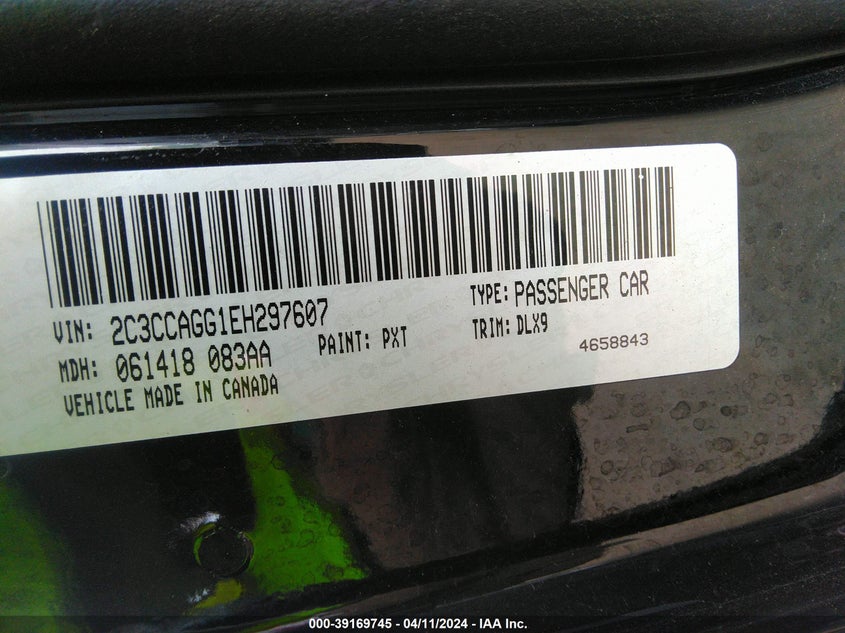 VIN: 2C3CCAGG1EH297607
TYPE: PASSENGER CAR
MDH: 061418 083AA
PAINT: PXT
TRIM: DLX9
VEHICLE MADE IN CANADA
4658843
000-39169745 - 04/11/2024 - IAA Inc.